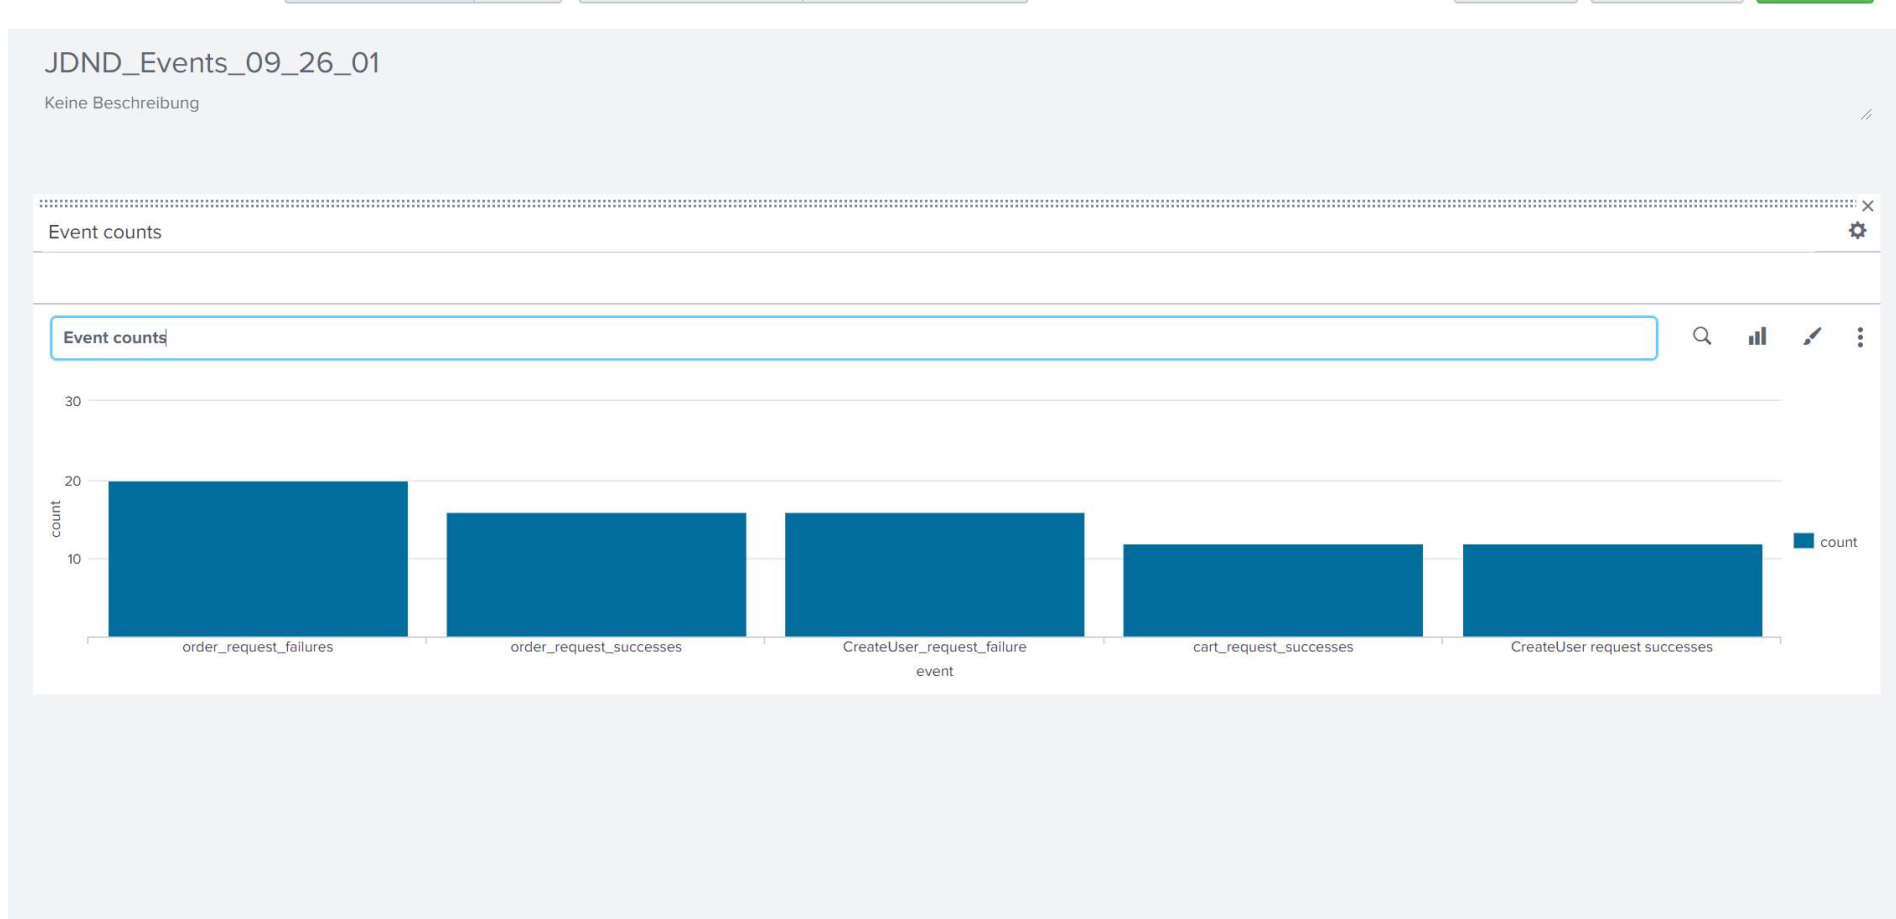 JDND_Events_09_26_01
Keine Beschreibung
Event counts
Event counts
30
20
10
count
count
order_request_failures
order_request_successes
CreateUser_request_failure
cart_request_successes
CreateUser request successes
event